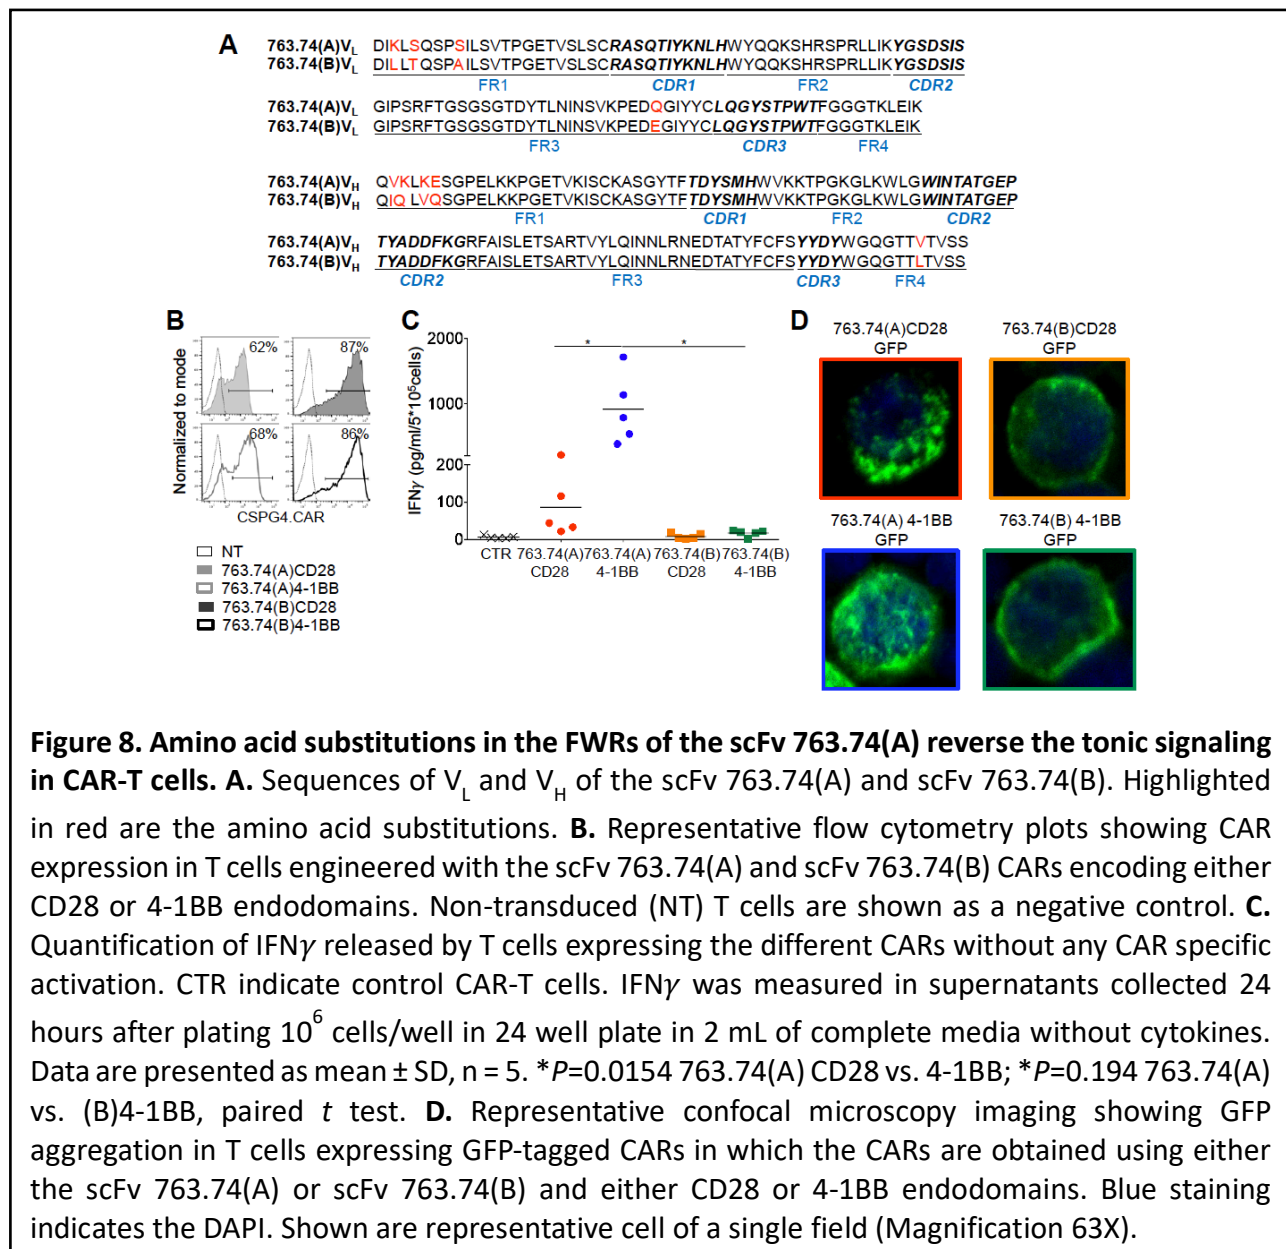 A
763.74(A)VL DIKLSQSPSILSVTPGETVSLSCRASQTIYKNLHWYQQKSHRSPRLLIKYGSDSIS
763.74(B)VL DILLTQSPAILSVTPGETVSLSCRASQTIYKNLHWYQQKSHRSPRLLIKYGSDSIS
FR1 CDR1 FR2 CDR2
763.74(A)VL GIPSRFTGSGSGTDYTLNINSVKPEDQGIYYCLQGYSTPWTFGGGTKLEIK
763.74(B)VL GIPSRFTGSGSGTDYTLNINSVKPEDEGIYYCLQGYSTPWTFGGGTKLEIK
FR3 CDR3 FR4
763.74(A)VH QVKLKESGPELKKPGETVKISCKASGYTFTDYSMHWVKKTPGKGLKWLGWINTATGEP
763.74(B)VH QIQLVQSGPELKKPGETVKISCKASGYTFTDYSMHWVKKTPGKGLKWLGWINTATGEP
FR1 CDR1 FR2 CDR2
763.74(A)VH TYADDFKGRFAISLETSARTVYLQINNLRNEDTATYFCFSYYDYWGQGTTVTVSS
763.74(B)VH TYADDFKGRFAISLETSARTVYLQINNLRNEDTATYFCFSYYDYWGQGTTLTVSS
CDR2 FR3 CDR3 FR4
B
62% 87%
68% 86%
Normalized to mode
CSPG4.CAR
NT
763.74(A)CD28
763.74(A)4-1BB
763.74(B)CD28
763.74(B)4-1BB
C
IFNγ (pg/ml/5*10⁵cells)
2000
1000
200
100
0
* *
CTR 763.74(A) 763.74(A) 763.74(B) 763.74(B)
CD28 4-1BB CD28 4-1BB
D
763.74(A)CD28 763.74(B)CD28
GFP GFP
763.74(A) 4-1BB 763.74(B) 4-1BB
GFP GFP
Figure 8. Amino acid substitutions in the FWRs of the scFv 763.74(A) reverse the tonic signaling
in CAR-T cells. A. Sequences of VL and VH of the scFv 763.74(A) and scFv 763.74(B). Highlighted
in red are the amino acid substitutions. B. Representative flow cytometry plots showing CAR
expression in T cells engineered with the scFv 763.74(A) and scFv 763.74(B) CARs encoding either
CD28 or 4-1BB endodomains. Non-transduced (NT) T cells are shown as a negative control. C.
Quantification of IFNγ released by T cells expressing the different CARs without any CAR specific
activation. CTR indicate control CAR-T cells. IFNγ was measured in supernatants collected 24
hours after plating 10⁶ cells/well in 24 well plate in 2 mL of complete media without cytokines.
Data are presented as mean ± SD, n = 5. *P=0.0154 763.74(A) CD28 vs. 4-1BB; *P=0.194 763.74(A)
vs. (B)4-1BB, paired t test. D. Representative confocal microscopy imaging showing GFP
aggregation in T cells expressing GFP-tagged CARs in which the CARs are obtained using either
the scFv 763.74(A) or scFv 763.74(B) and either CD28 or 4-1BB endodomains. Blue staining
indicates the DAPI. Shown are representative cell of a single field (Magnification 63X).